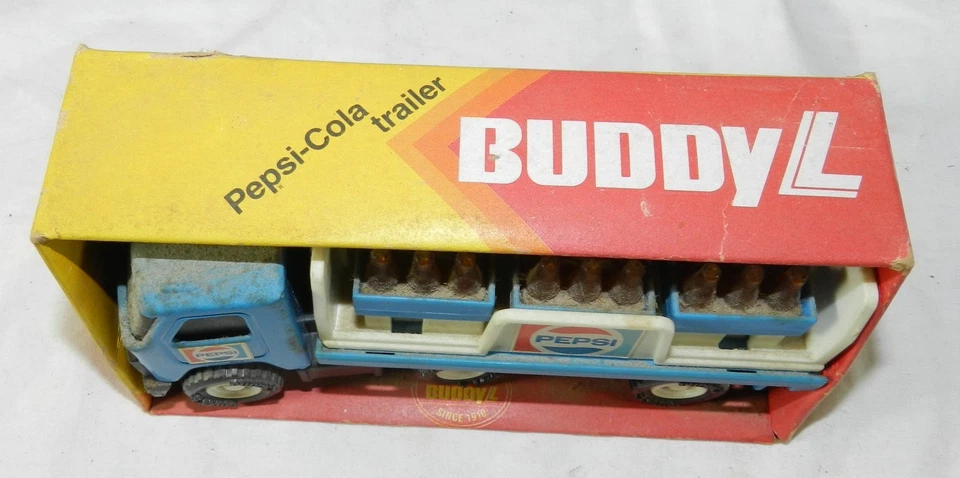 Pepsi-Cola
trailer
BUDDY L
PEPSI
PEPSI
BUDDY L
SINCE 1910